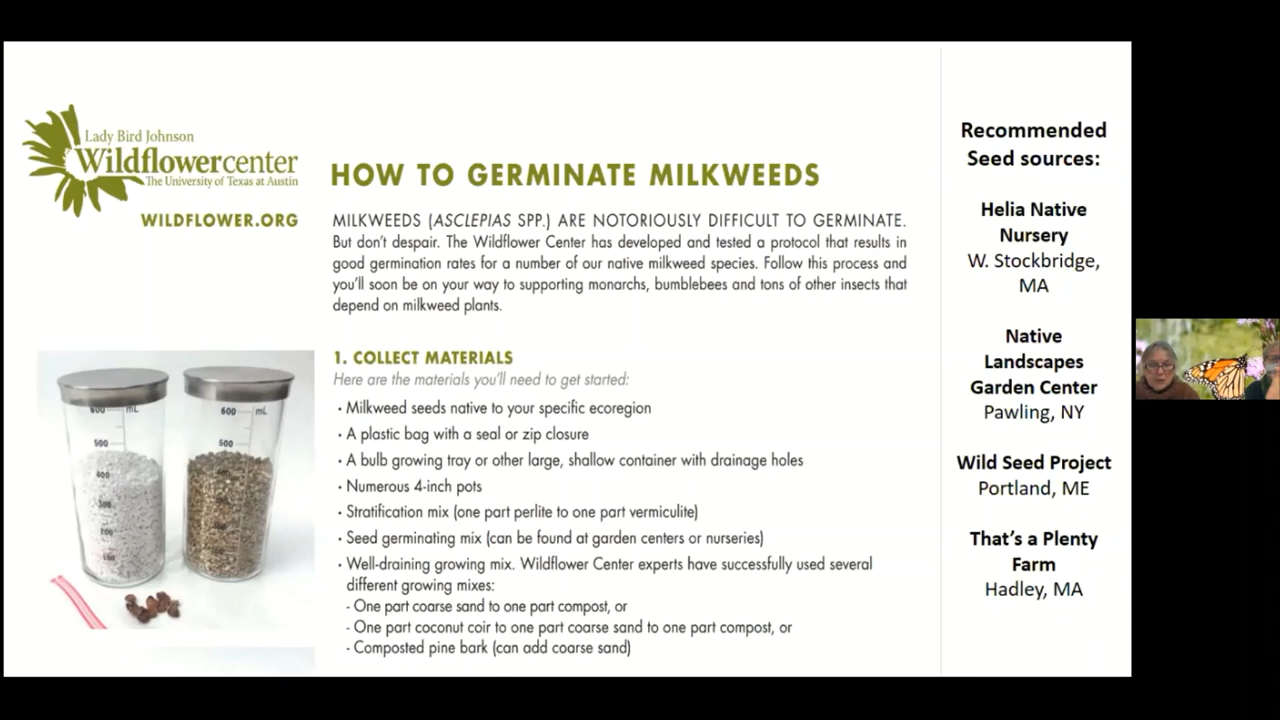 Lady Bird Johnson
Wildflowercenter
The University of Texas at Austin
WILDFLOWER.ORG
HOW TO GERMINATE MILKWEEDS
MILKWEEDS (ASCLEPIAS SPP.) ARE NOTORIOUSLY DIFFICULT TO GERMINATE.
But don't despair. The Wildflower Center has developed and tested a protocol that results in
good germination rates for a number of our native milkweed species. Follow this process and
you'll soon be on your way to supporting monarchs, bumblebees and tons of other insects that
depend on milkweed plants.
1. COLLECT MATERIALS
Here are the materials you'll need to get started:
· Milkweed seeds native to your specific ecoregion
· A plastic bag with a seal or zip closure
· A bulb growing tray or other large, shallow container with drainage holes
· Numerous 4-inch pots
· Stratification mix (one part perlite to one part vermiculite)
· Seed germinating mix (can be found at garden centers or nurseries)
· Well-draining growing mix. Wildflower Center experts have successfully used several
different growing mixes:
- One part coarse sand to one part compost, or
- One part coconut coir to one part coarse sand to one part compost, or
- Composted pine bark (can add coarse sand)
600 mL
500
400
300
200
100
600 mL
500
Recommended
Seed sources:
Helia Native
Nursery
W. Stockbridge,
MA
Native
Landscapes
Garden Center
Pawling, NY
Wild Seed Project
Portland, ME
That's a Plenty
Farm
Hadley, MA